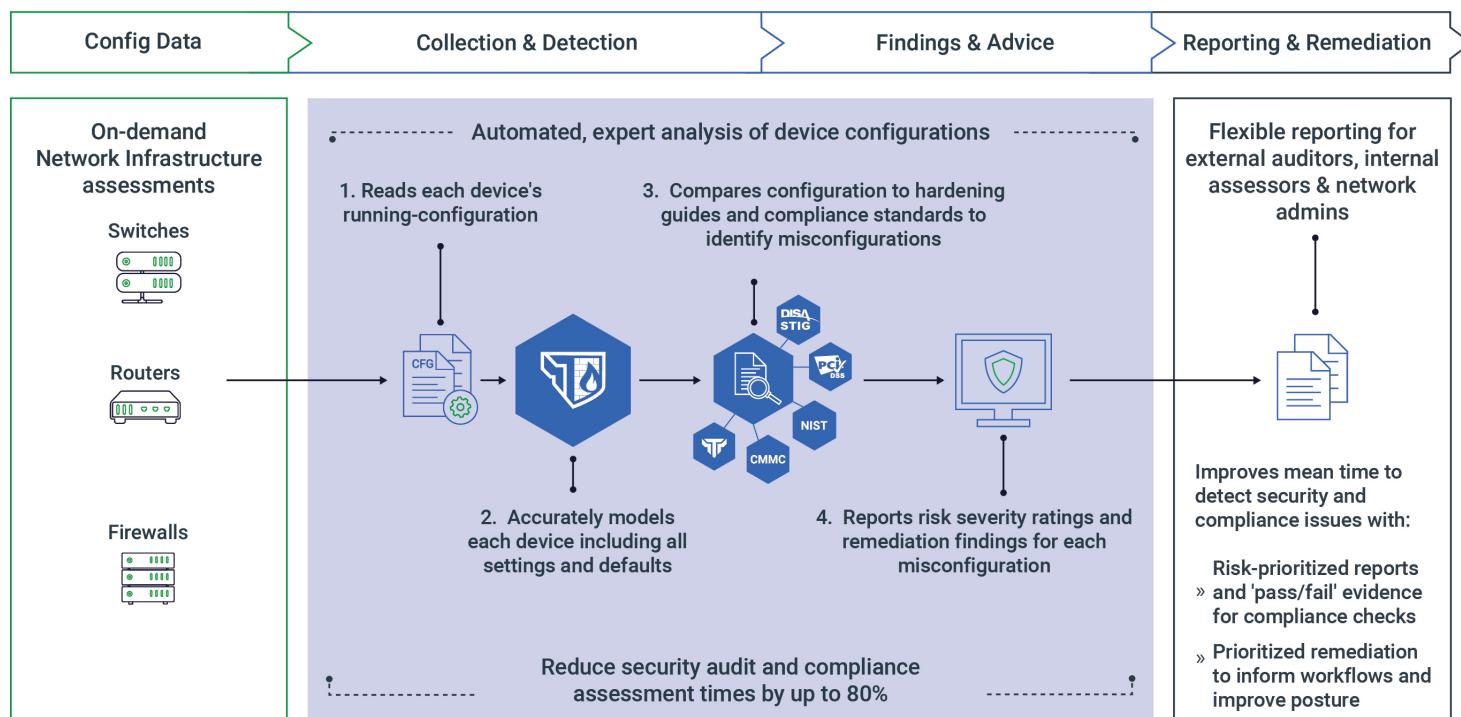 Config Data
Collection & Detection
Findings & Advice
Reporting & Remediation
On-demand
Network Infrastructure
assessments
Switches
Routers
Firewalls
Automated, expert analysis of device configurations
1. Reads each device's
running-configuration
3. Compares configuration to hardening
guides and compliance standards to
identify misconfigurations
CFG
DISA
STIG
PCI
DSS
NIST
CMMC
2. Accurately models
each device including all
settings and defaults
4. Reports risk severity ratings and
remediation findings for each
misconfiguration
Reduce security audit and compliance
assessment times by up to 80%
Flexible reporting for
external auditors, internal
assessors & network
admins
Improves mean time to
detect security and
compliance issues with:
Risk-prioritized reports
» and 'pass/fail' evidence
for compliance checks
» Prioritized remediation
to inform workflows and
improve posture